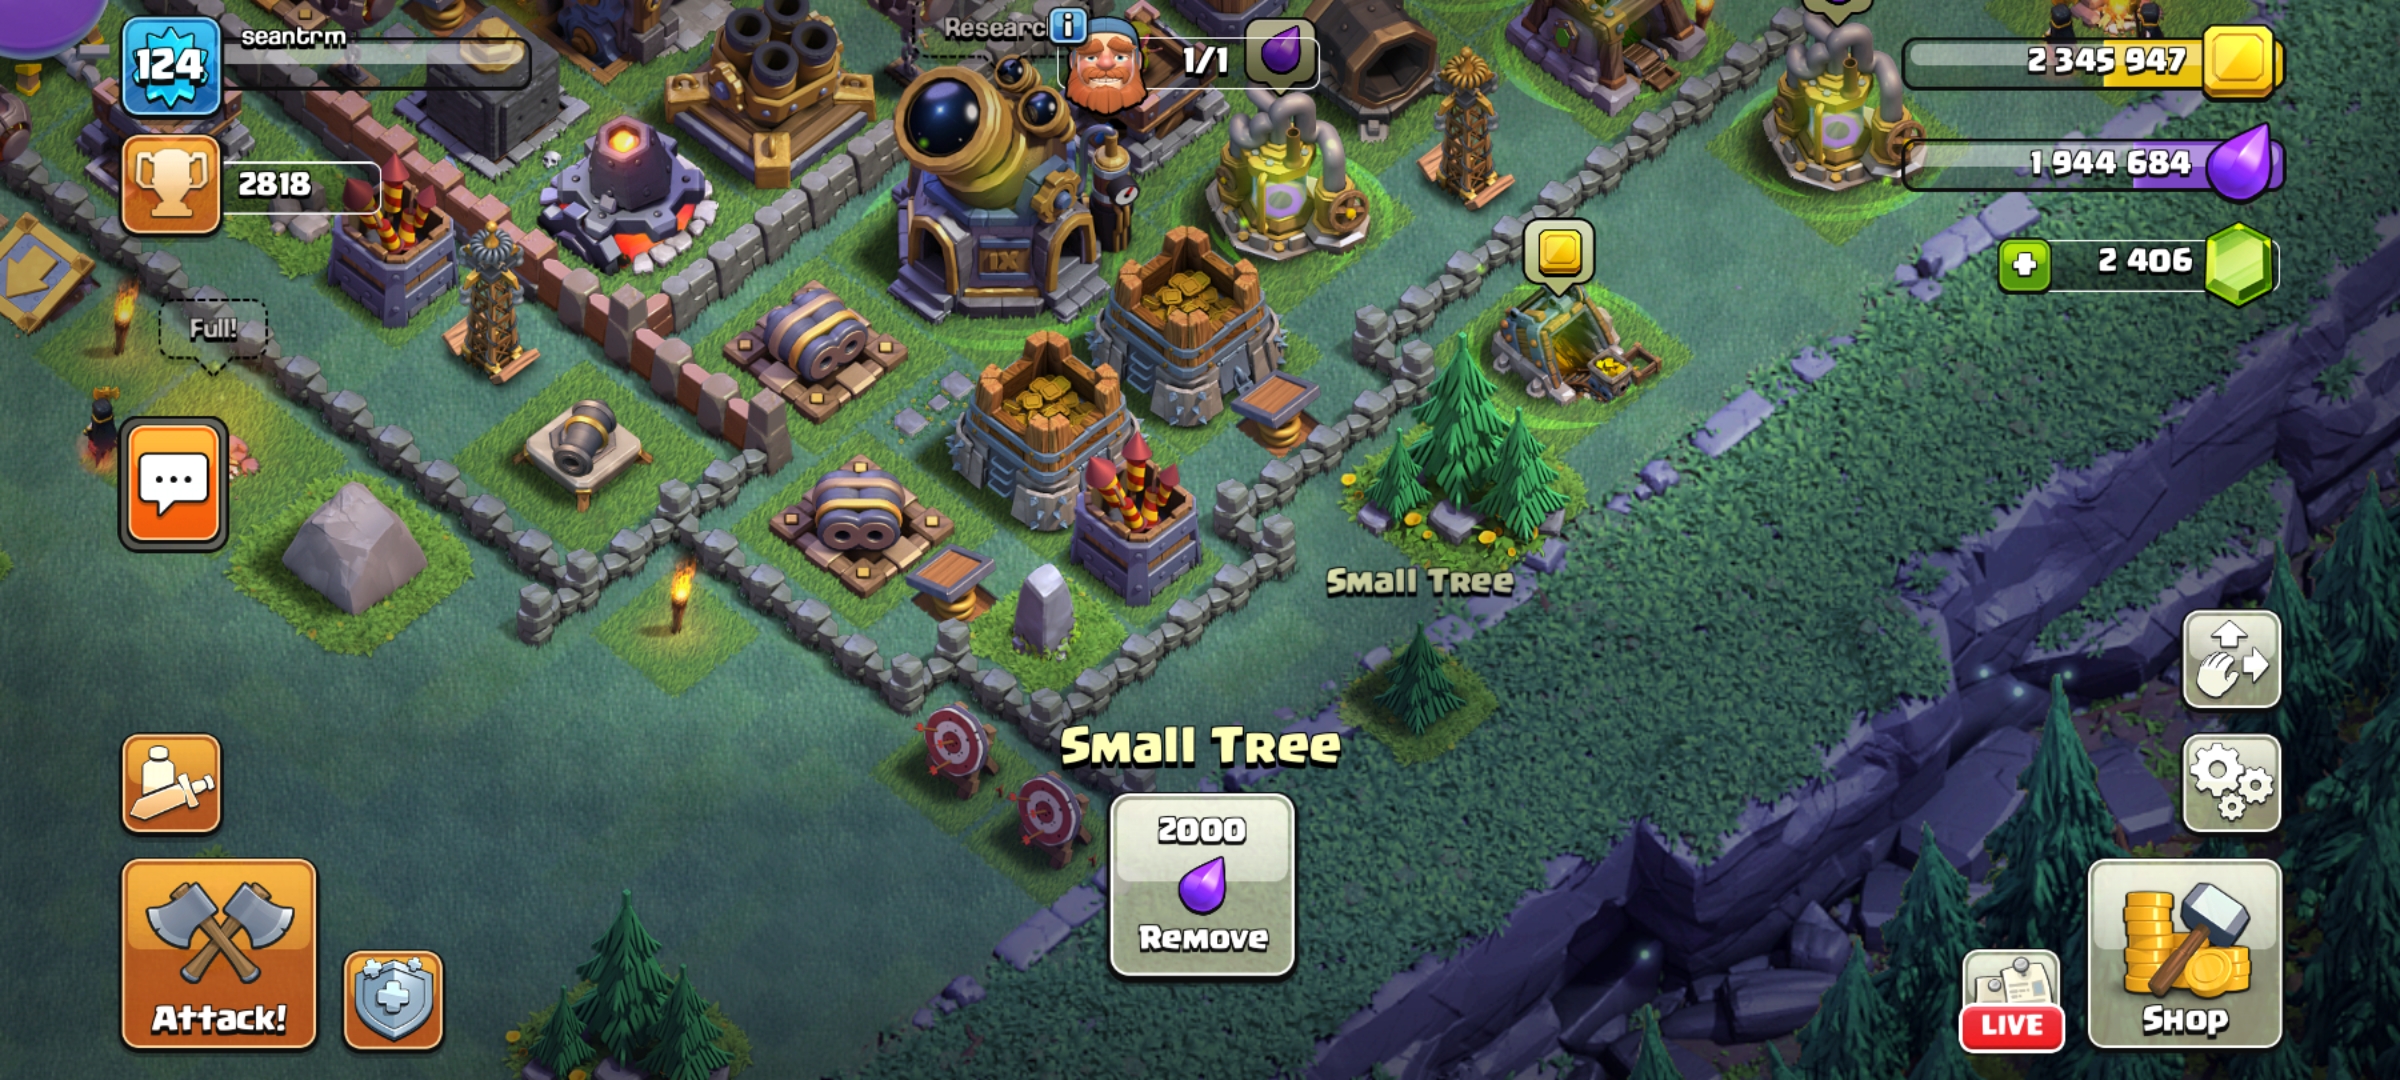 124
seantrm
Researc
1/1
2 345 947
2818
1 944 684
2 406
Full!
IX
Small Tree
Small Tree
2000
Remove
Attack!
LIVE
Shop